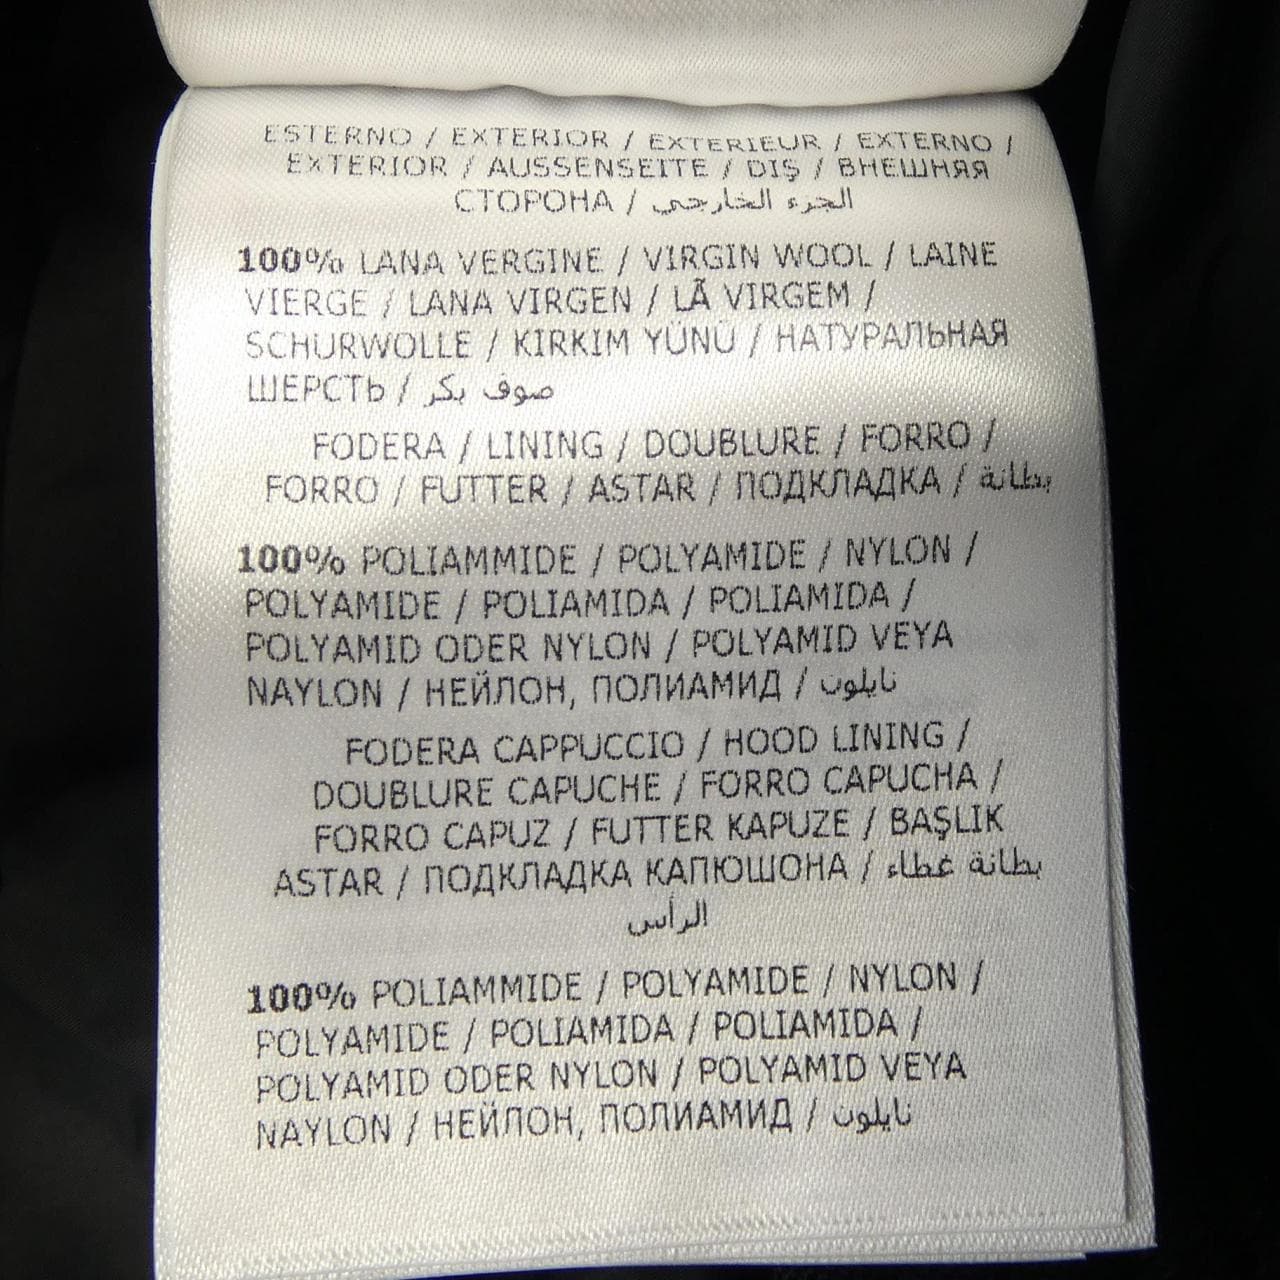 ESTERNO / EXTERIOR / EXTERIEUR / EXTERNO /
EXTERIOR / AUSSENSEITE / DIŞ / ВНЕШНЯЯ
СТОРОНА / الجزء الخارجي
100% LANA VERGINE / VIRGIN WOOL / LAINE
VIERGE / LANA VIRGEN / LÃ VIRGEM /
SCHURWOLLE / KIRKIM YÜNÜ / НАТУРАЛЬНАЯ
ШЕРСТЬ / صوف بكر
FODERA / LINING / DOUBLURE / FORRO /
FORRO / FUTTER / ASTAR / ПОДКЛАДКА / بطانة
100% POLIAMMIDE / POLYAMIDE / NYLON /
POLYAMIDE / POLIAMIDA / POLIAMIDA /
POLYAMID ODER NYLON / POLYAMID VEYA
NAYLON / НЕЙЛОН, ПОЛИАМИД / نايلون
FODERA CAPPUCCIO / HOOD LINING /
DOUBLURE CAPUCHE / FORRO CAPUCHA /
FORRO CAPUZ / FUTTER KAPUZE / BAŞLIK
ASTAR / ПОДКЛАДКА КАПЮШОНА / بطانة غطاء
الرأس
100% POLIAMMIDE / POLYAMIDE / NYLON /
POLYAMIDE / POLIAMIDA / POLIAMIDA /
POLYAMID ODER NYLON / POLYAMID VEYA
NAYLON / НЕЙЛОН, ПОЛИАМИД / نايلون